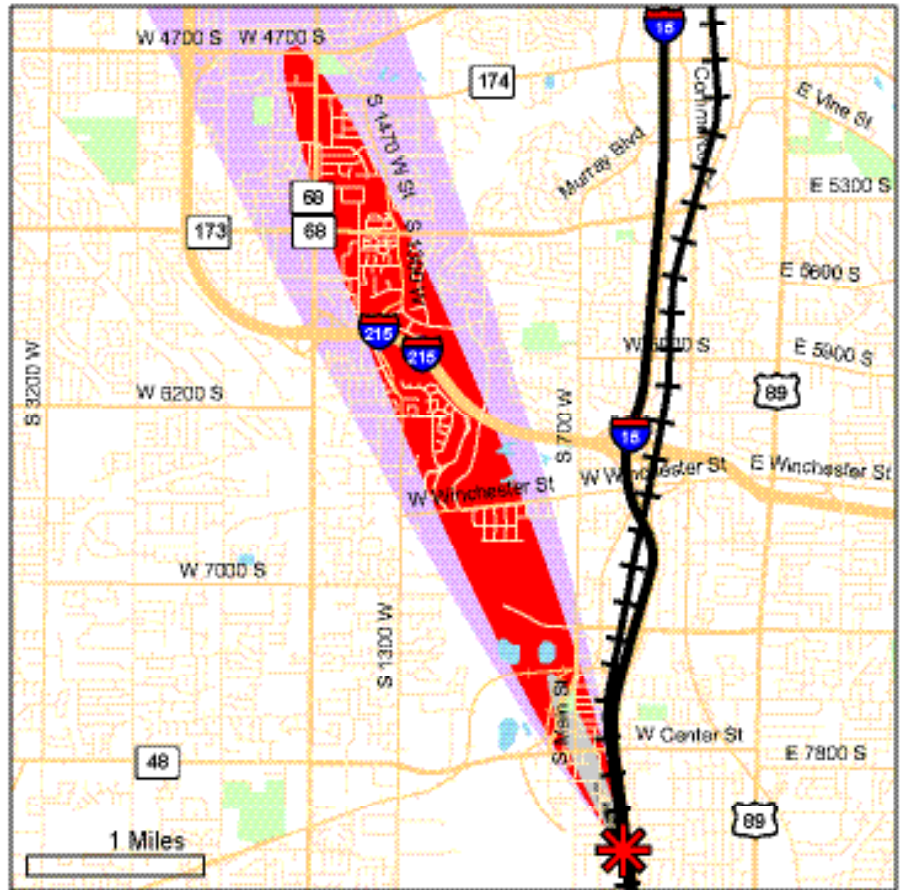 15
W 4700 S
W 4700 S
174
E Vine St
S 1470 W St
Murray Blvd
68
E 5300 S
173
68
S 1300 W
E 5600 S
215
215
E 5900 S
S 3200 W
W 6200 S
89
S 700 W
15
W Winchester St
W Winchester St
E Winchester St
W 7000 S
S 1300 W
S Main St
W Center St
48
E 7800 S
89
1 Miles